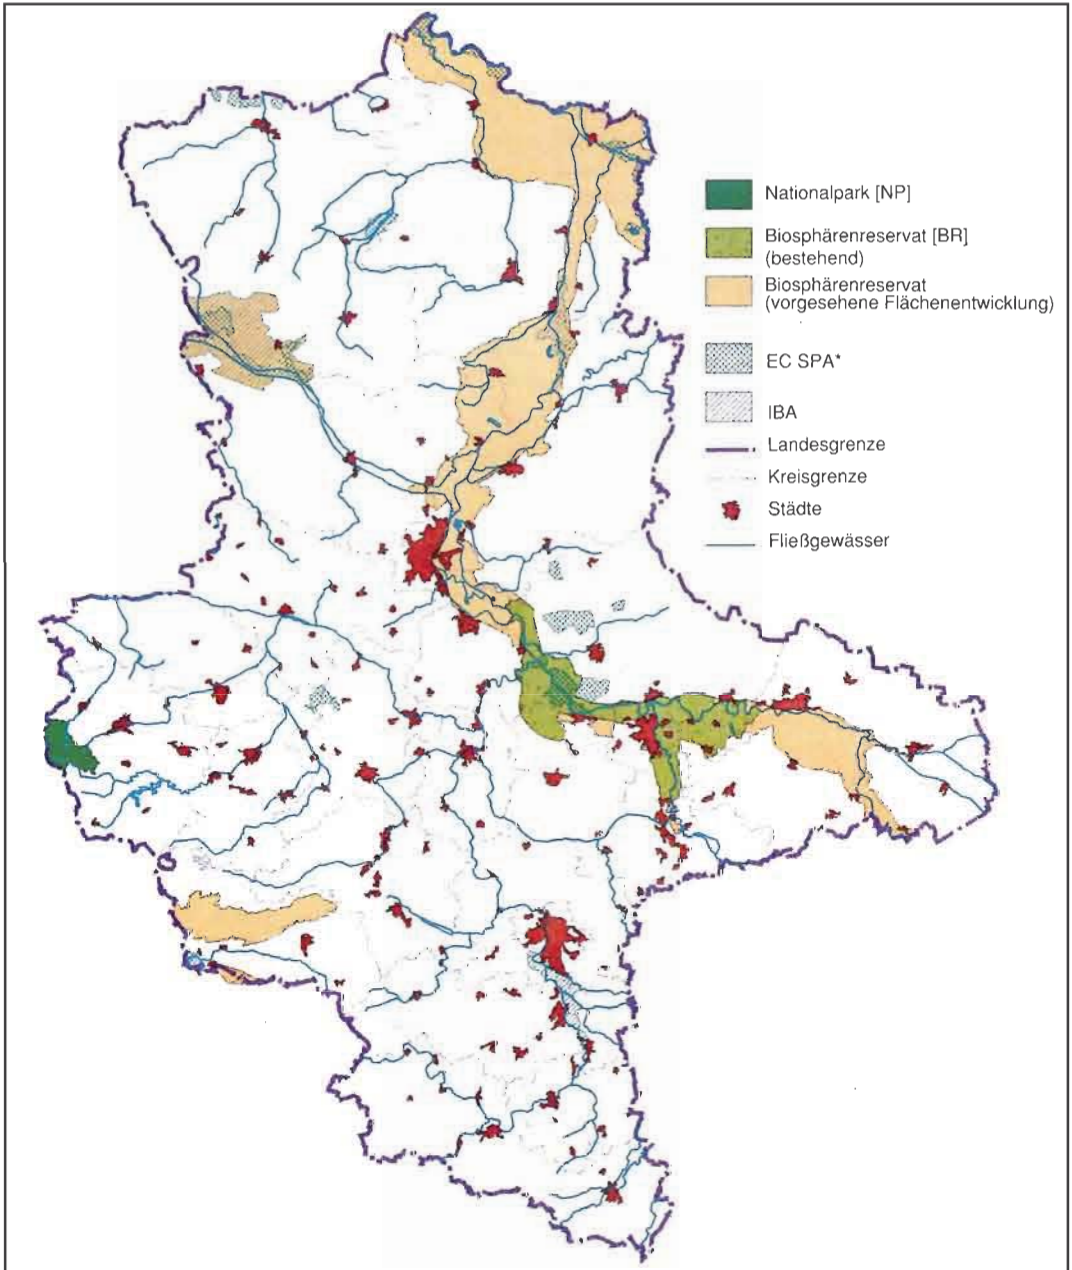 Nationalpark [NP]
Biosphärenreservat [BR]
(bestehend)
Biosphärenreservat
(vorgesehene Flächenentwicklung)
EC SPA*
IBA
Landesgrenze
Kreisgrenze
Städte
Fließgewässer